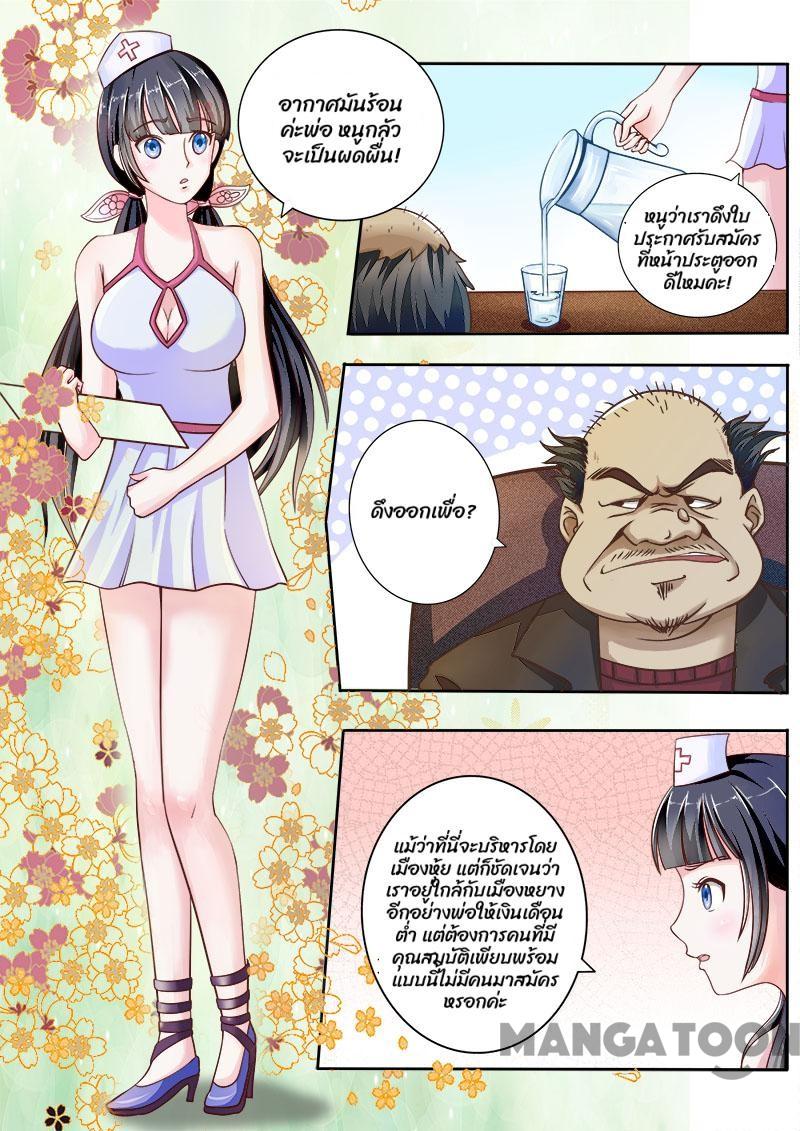 อากาศมันร้อน
ค่ะพ่อ หนูกลัว
จะเป็นผดผื่น!
หนูว่าเราดึงใบ
ประกาศรับสมัคร
ที่หน้าประตูออก
ดีไหมคะ!
ดึงออกเพื่อ?
แม้ว่าที่นี่จะบริหารโดย
เมืองหุ้ย แต่ก็ชัดเจนว่า
เราอยู่ใกล้กับเมืองหยาง
อีกอย่างพ่อให้เงินเดือน
ต่ำ แต่ต้องการคนที่มี
คุณสมบัติเพียบพร้อม
แบบนี้ไม่มีคนมาสมัคร
หรอกค่ะ
MANGATOON